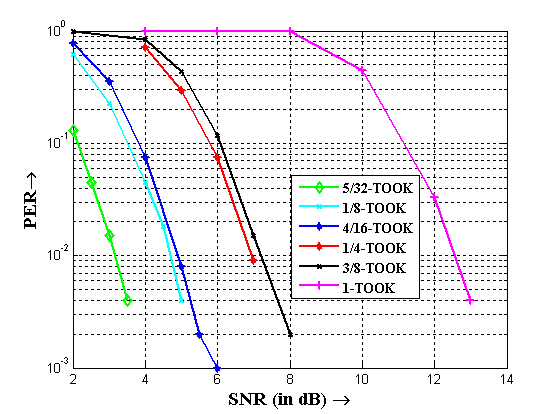 10^0
10^-1
10^-2
10^-3
PER→
5/32-TOOK
1/8-TOOK
4/16-TOOK
1/4-TOOK
3/8-TOOK
1-TOOK
2 4 6 8 10 12 14
SNR (in dB) →